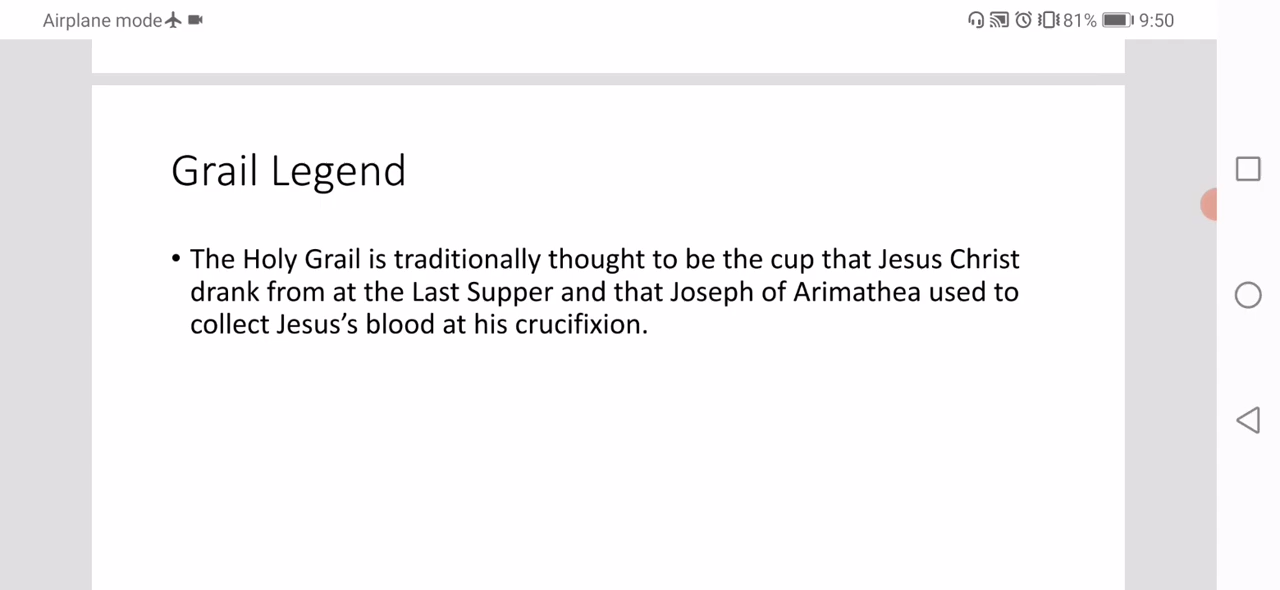 Airplane mode 81% 9:50
Grail Legend
• The Holy Grail is traditionally thought to be the cup that Jesus Christ
drank from at the Last Supper and that Joseph of Arimathea used to
collect Jesus’s blood at his crucifixion.